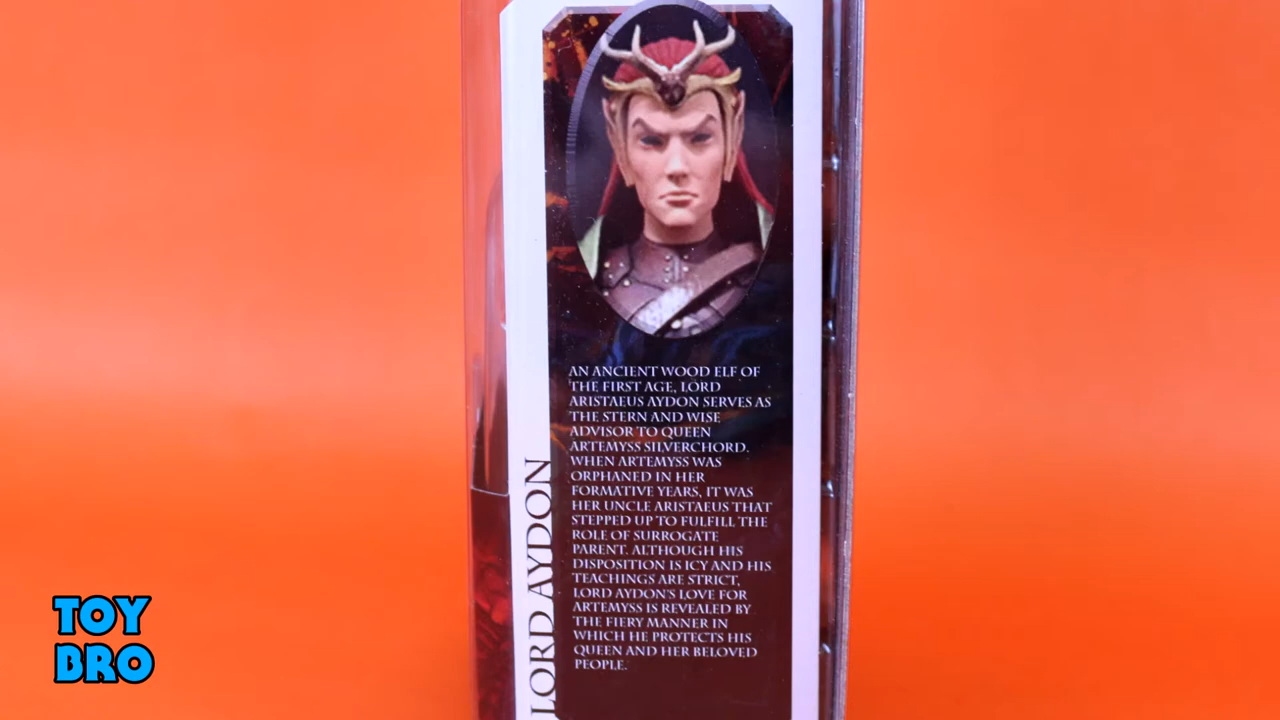 AN ANCIENT WOOD ELF OF
THE FIRST AGE, LORD
ARISTAEUS AYDON SERVES AS
THE STERN AND WISE
ADVISOR TO QUEEN
ARTEMYSS SILVERCHORD.
WHEN ARTEMYSS WAS
ORPHANED IN HER
FORMATIVE YEARS, IT WAS
HER UNCLE ARISTAEUS THAT
STEPPED UP TO FULFILL THE
ROLE OF SURROGATE
PARENT. ALTHOUGH HIS
DISPOSITION IS ICY AND HIS
TEACHINGS ARE STRICT,
LORD AYDON'S LOVE FOR
ARTEMYSS IS REVEALED BY
THE FIERY MANNER IN
WHICH HE PROTECTS HIS
QUEEN AND HER BELOVED
PEOPLE.
LORD AYDON
TOY
BRO